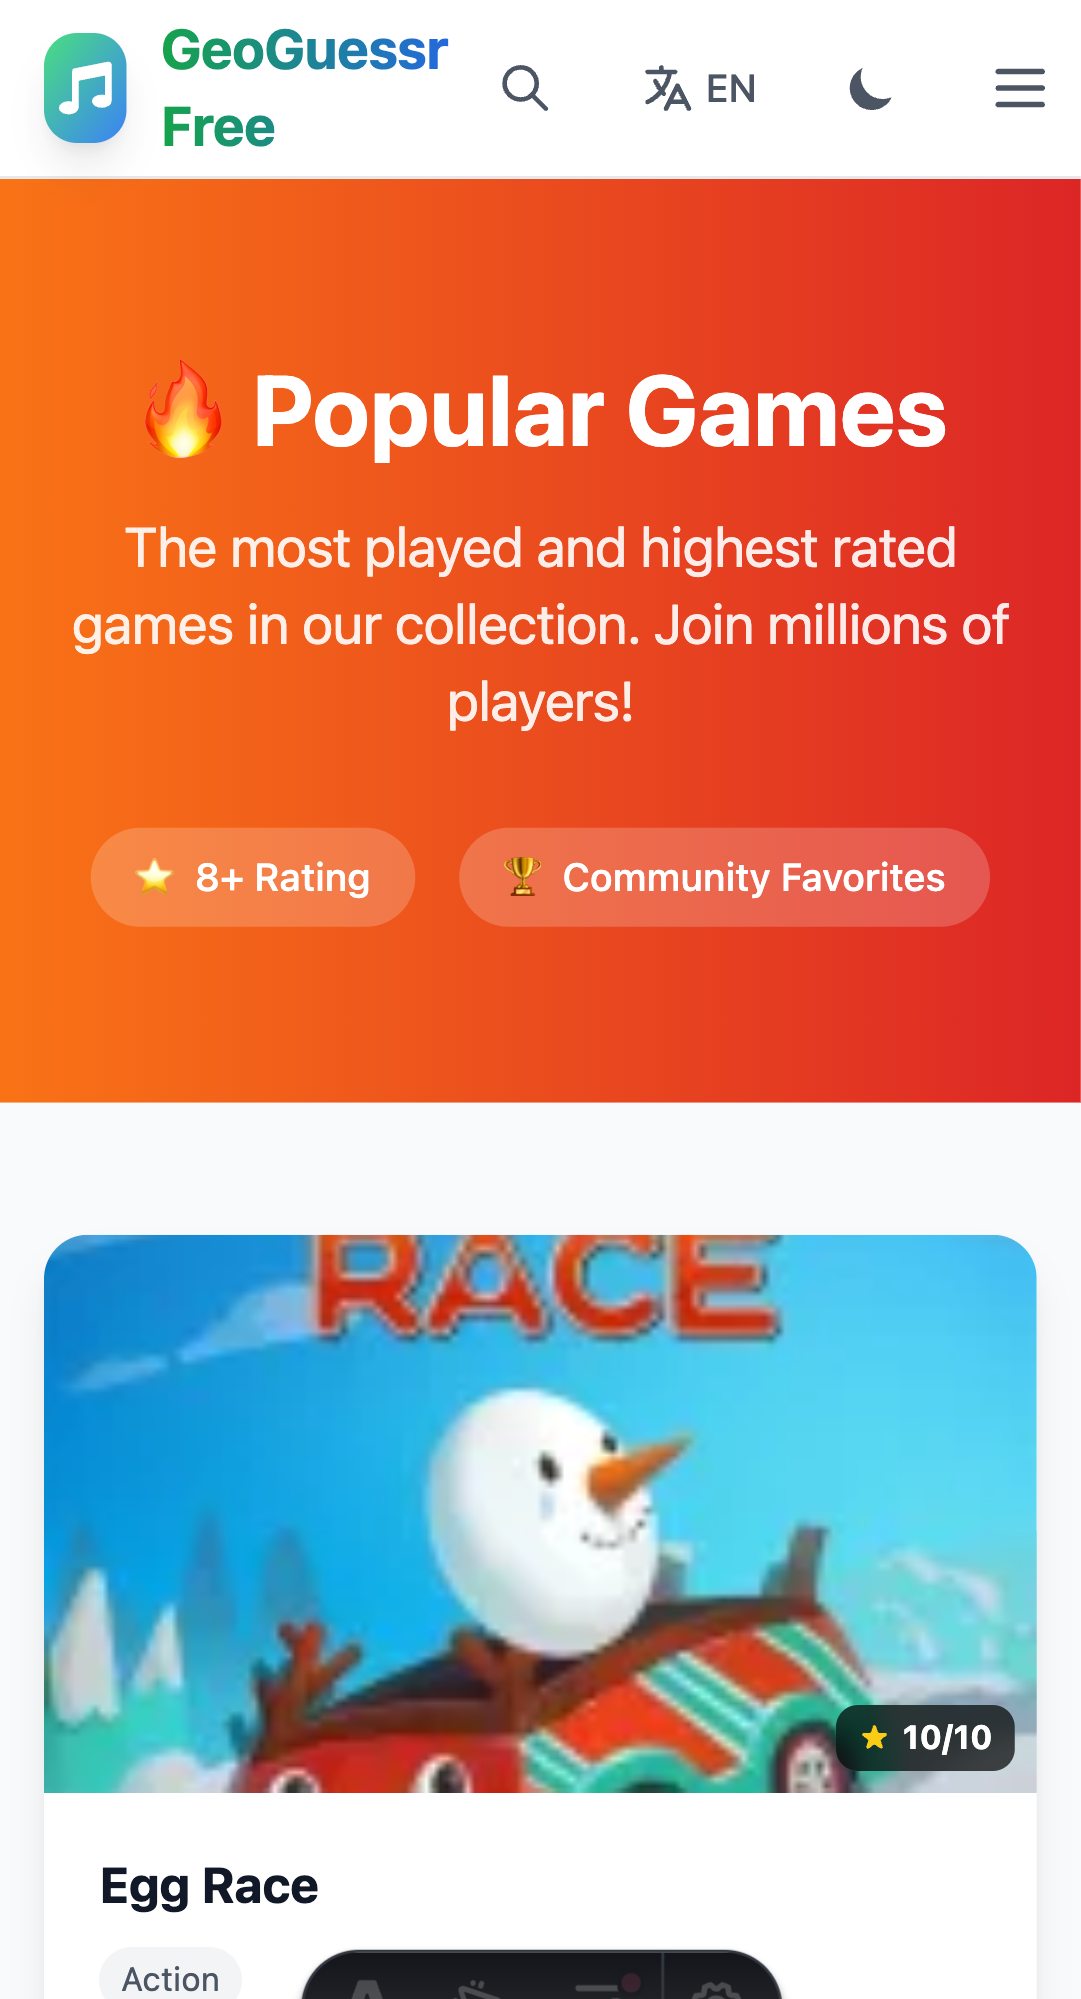 GeoGuessr
Free
EN
Popular Games
The most played and highest rated
games in our collection. Join millions of
players!
8+ Rating
Community Favorites
RACE
10/10
Egg Race
Action